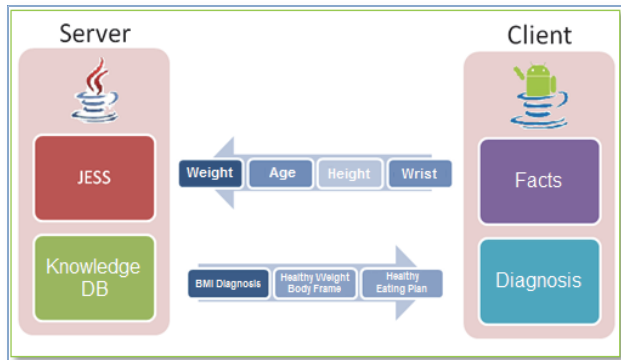 Server
Client
JESS
Weight
Age
Height
Wrist
Facts
Knowledge
DB
BMI Diagnosis
Healthy Weight
Body Frame
Healthy
Eating Plan
Diagnosis